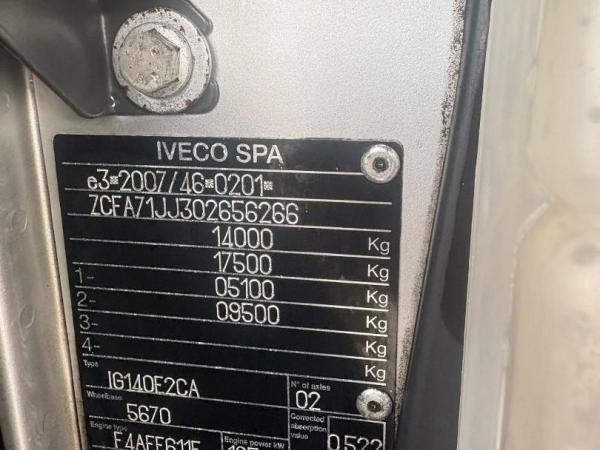 IVECO SPA
e3*2007/46*0201*
ZCFA71JJ302656266
14000 Kg
17500 Kg
1- 05100 Kg
2- 09500 Kg
3- Kg
4- Kg
Type IG140E2CA N° of axles 02
Wheelbase 5670 Corrected absorption value 0.522
Engine type Engine power kW